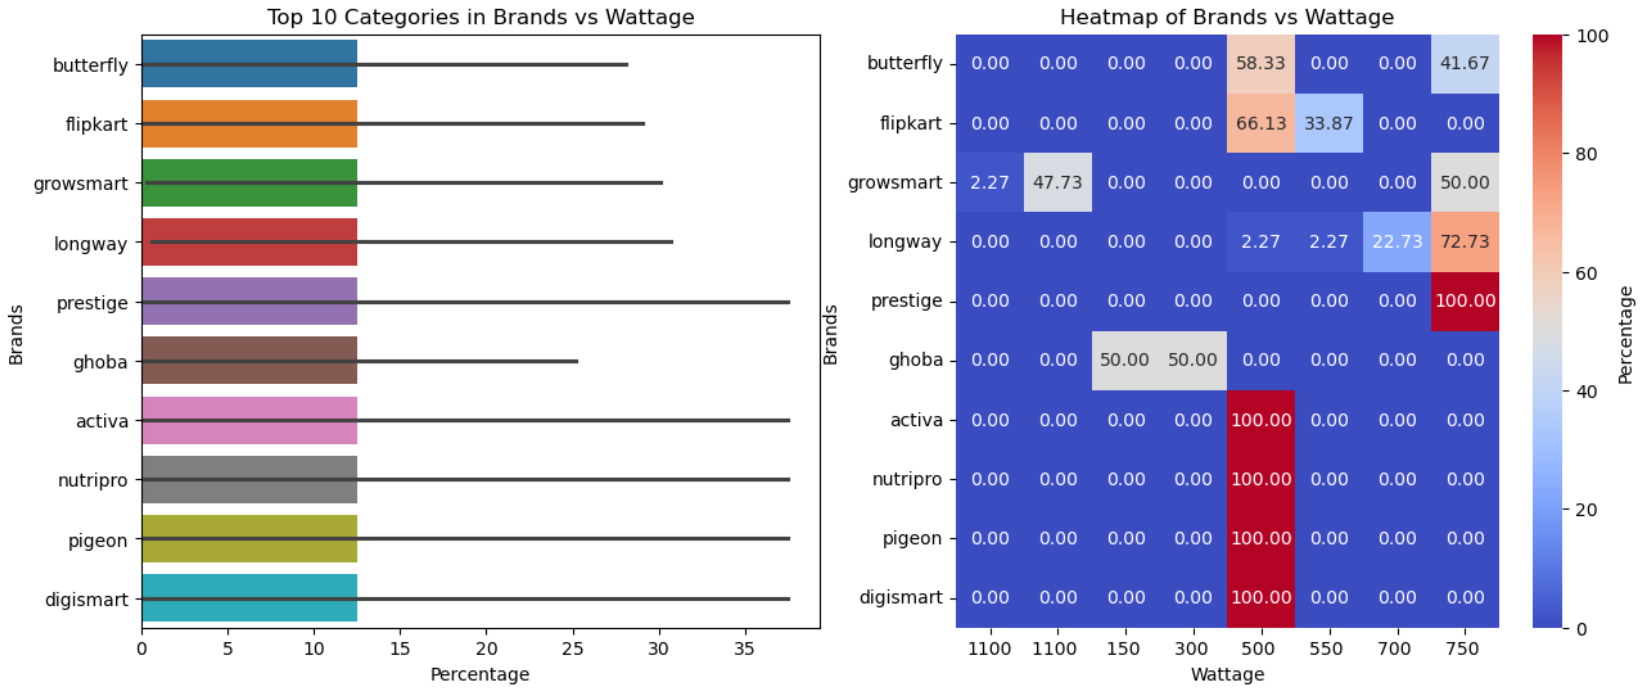 Top 10 Categories in Brands vs Wattage
Brands
butterfly
flipkart
growsmart
longway
prestige
ghoba
activa
nutripro
pigeon
digismart
0 5 10 15 20 25 30 35
Percentage
Heatmap of Brands vs Wattage
Brands
butterfly 0.00 0.00 0.00 0.00 58.33 0.00 0.00 41.67
flipkart 0.00 0.00 0.00 0.00 66.13 33.87 0.00 0.00
growsmart 2.27 47.73 0.00 0.00 0.00 0.00 0.00 50.00
longway 0.00 0.00 0.00 0.00 2.27 2.27 22.73 72.73
prestige 0.00 0.00 0.00 0.00 0.00 0.00 0.00 100.00
ghoba 0.00 0.00 50.00 50.00 0.00 0.00 0.00 0.00
activa 0.00 0.00 0.00 0.00 100.00 0.00 0.00 0.00
nutripro 0.00 0.00 0.00 0.00 100.00 0.00 0.00 0.00
pigeon 0.00 0.00 0.00 0.00 100.00 0.00 0.00 0.00
digismart 0.00 0.00 0.00 0.00 100.00 0.00 0.00 0.00
1100 1100 150 300 500 550 700 750
Wattage
100
80
60
40
20
0
Percentage